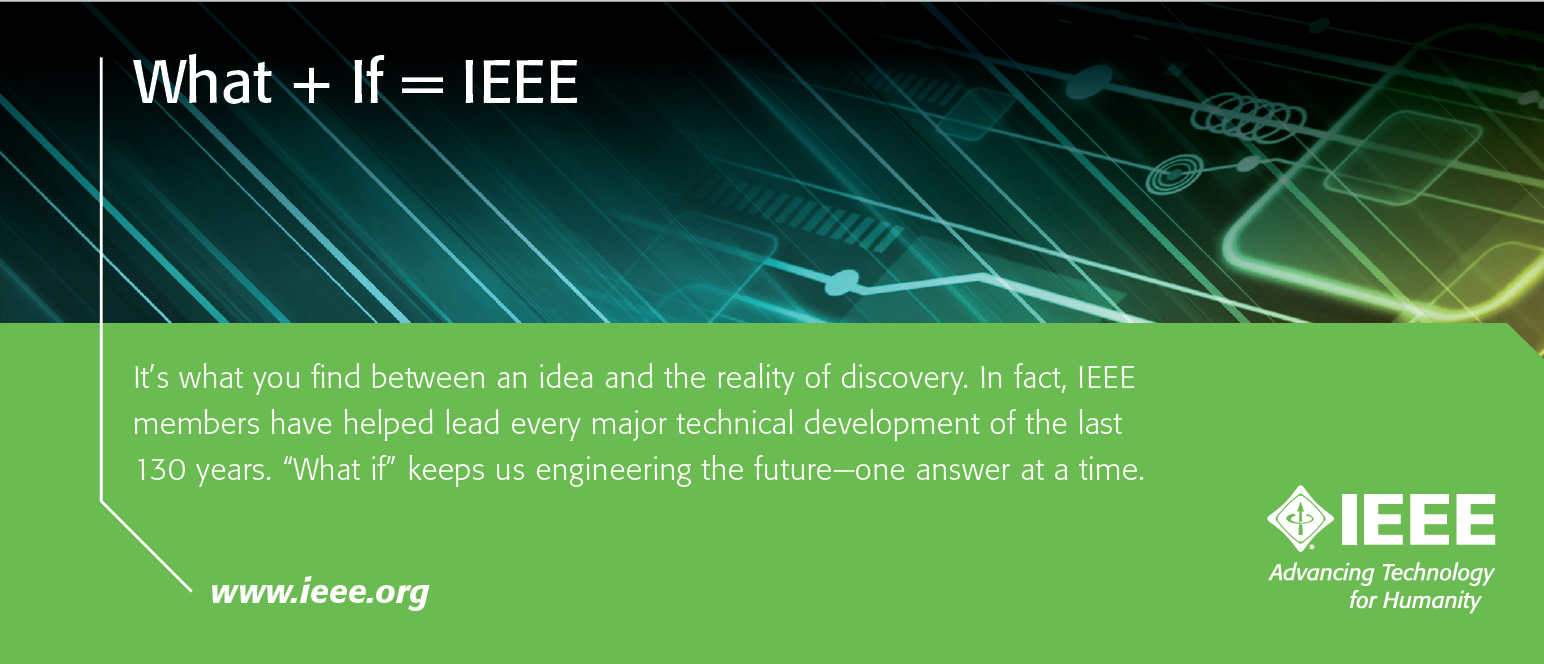 What + If = IEEE
It’s what you find between an idea and the reality of discovery. In fact, IEEE
members have helped lead every major technical development of the last
130 years. “What if” keeps us engineering the future—one answer at a time.
www.ieee.org
®IEEE
Advancing Technology
for Humanity